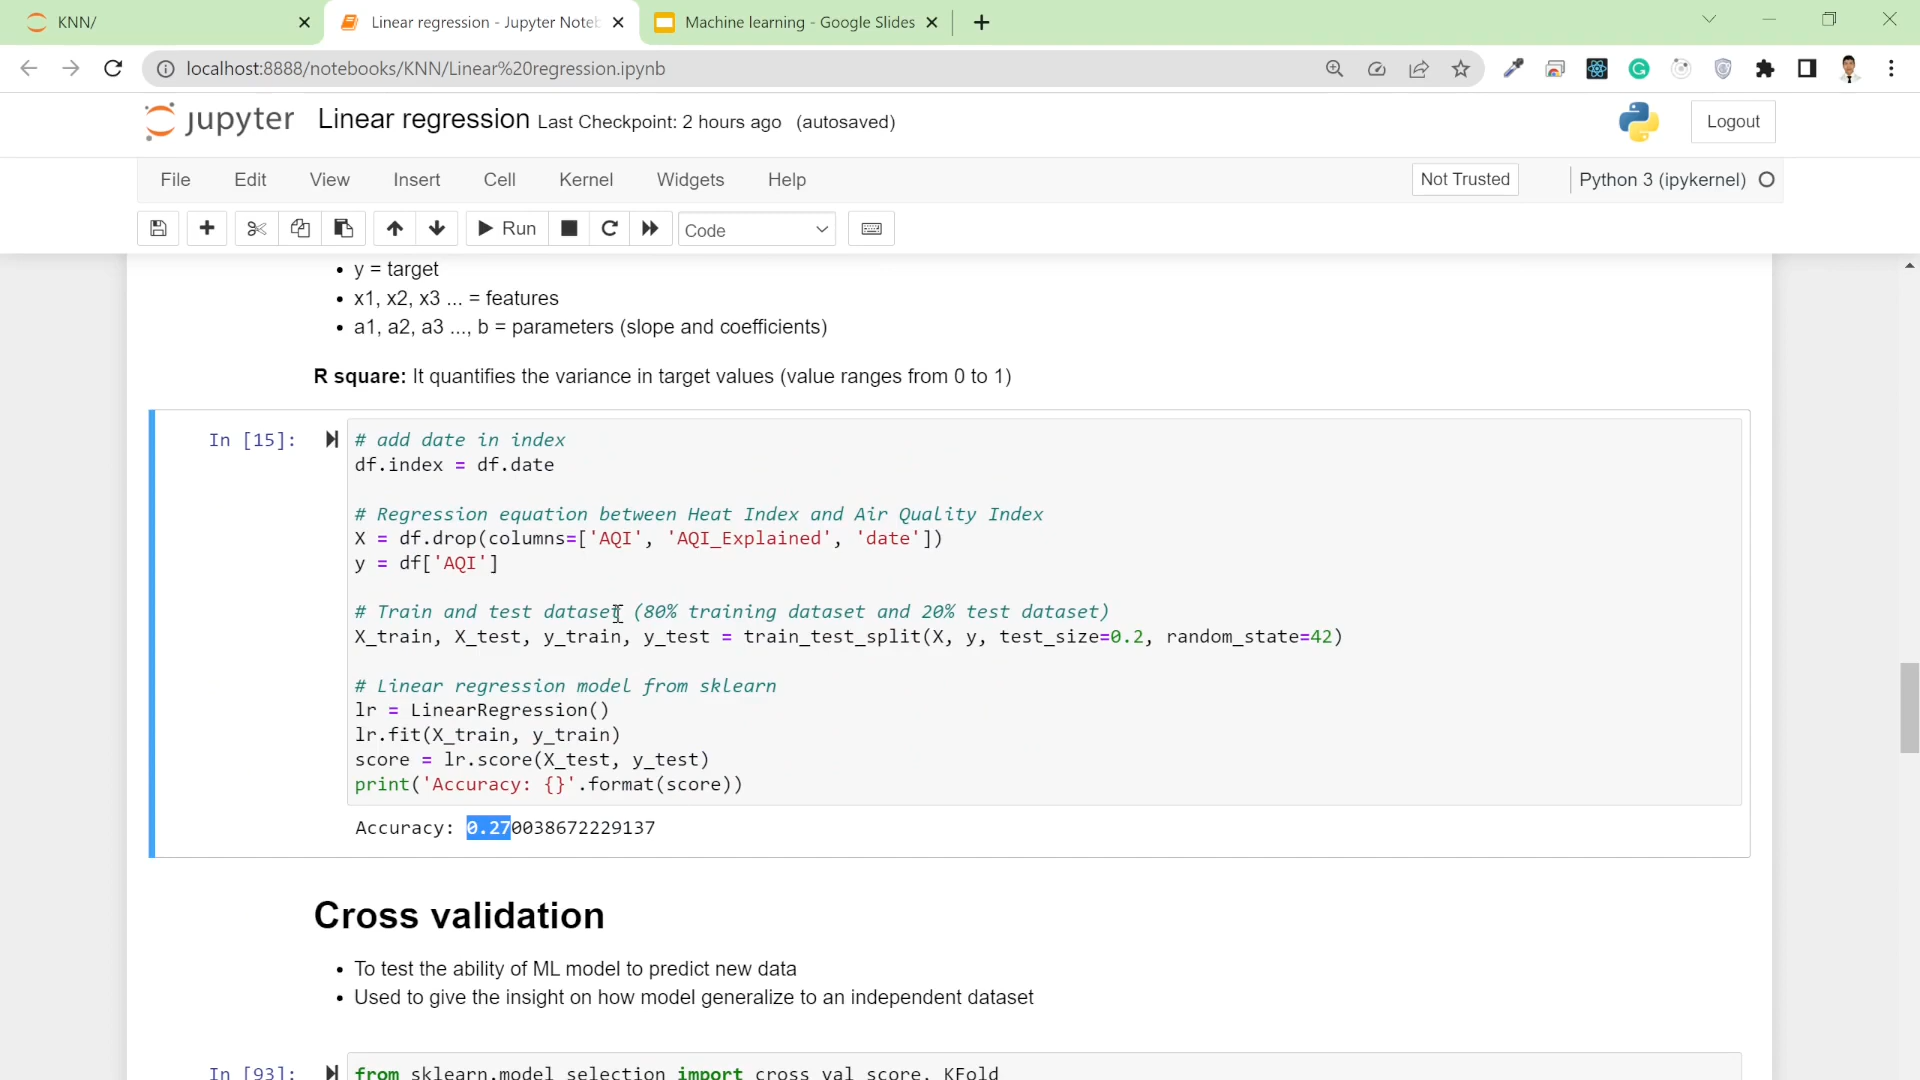 KNN/
Linear regression - Jupyter Noteb
Machine learning - Google Slides
localhost:8888/notebooks/KNN/Linear%20regression.ipynb
jupyter
Linear regression Last Checkpoint: 2 hours ago (autosaved)
Logout
File Edit View Insert Cell Kernel Widgets Help
Not Trusted
Python 3 (ipykernel)
Run
Code
• y = target
• x1, x2, x3 ... = features
• a1, a2, a3 ..., b = parameters (slope and coefficients)
R square: It quantifies the variance in target values (value ranges from 0 to 1)
In [15]:
# add date in index
df.index = df.date
# Regression equation between Heat Index and Air Quality Index
X = df.drop(columns=['AQI', 'AQI_Explained', 'date'])
y = df['AQI']
# Train and test dataset (80% training dataset and 20% test dataset)
X_train, X_test, y_train, y_test = train_test_split(X, y, test_size=0.2, random_state=42)
# Linear regression model from sklearn
lr = LinearRegression()
lr.fit(X_train, y_train)
score = lr.score(X_test, y_test)
print('Accuracy: {}'.format(score))
Accuracy: 0.270038672229137
Cross validation
• To test the ability of ML model to predict new data
• Used to give the insight on how model generalize to an independent dataset
In [93]:
from sklearn.model_selection import cross_val_score, KFold